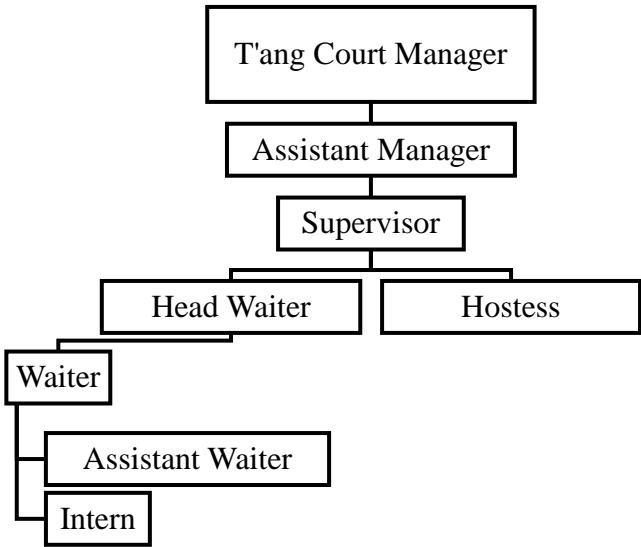 T'ang Court Manager
Assistant Manager
Supervisor
Head Waiter
Hostess
Waiter
Assistant Waiter
Intern